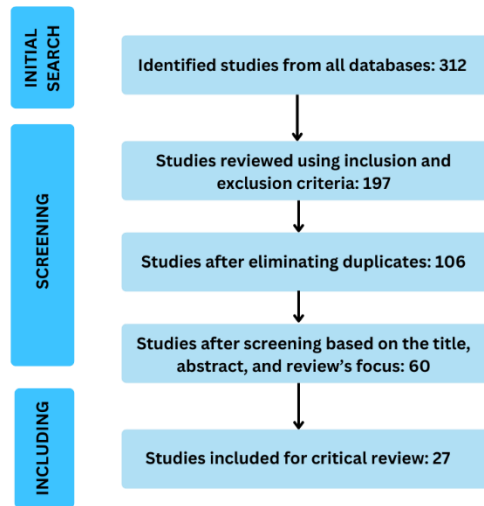 INITIAL
SEARCH
Identified studies from all databases: 312
SCREENING
Studies reviewed using inclusion and
exclusion criteria: 197
Studies after eliminating duplicates: 106
Studies after screening based on the title,
abstract, and review’s focus: 60
INCLUDING
Studies included for critical review: 27